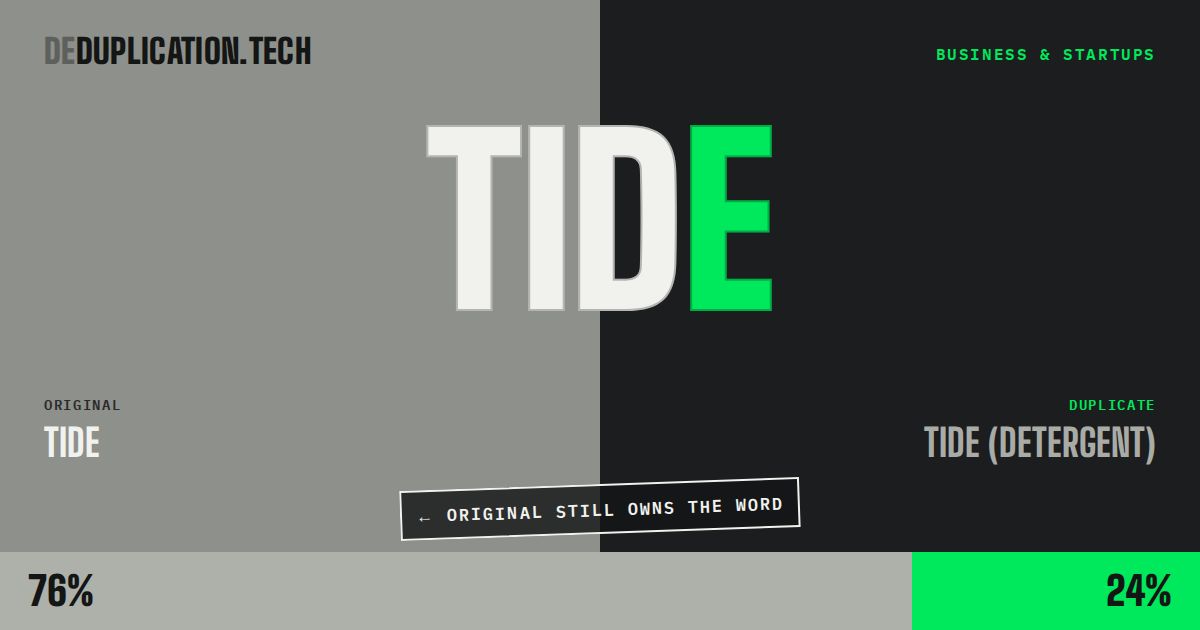 DEDUPLICATION.TECH
BUSINESS & STARTUPS
TIDE
ORIGINAL
TIDE
DUPLICATE
TIDE (DETERGENT)
← ORIGINAL STILL OWNS THE WORD
76%
24%